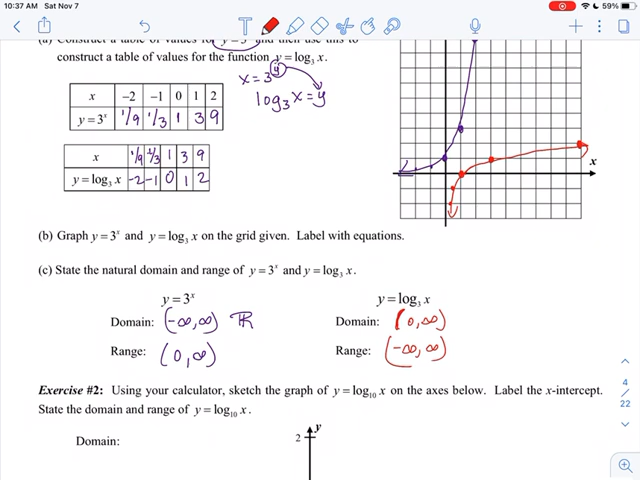 10:37 AM Sat Nov 7
59%
(a) Construct a table of values for y = 3ˣ and then use this to
construct a table of values for the function y = log₃ x.
x = 3^y
log₃ x = y
x −2 −1 0 1 2
y = 3ˣ 1/9 1/3 1 3 9
x 1/9 1/3 1 3 9
y = log₃ x −2 −1 0 1 2
x
(b) Graph y = 3ˣ and y = log₃ x on the grid given. Label with equations.
(c) State the natural domain and range of y = 3ˣ and y = log₃ x.
y = 3ˣ
Domain: (−∞, ∞) ℝ
Range: (0, ∞)
y = log₃ x
Domain: (0, ∞)
Range: (−∞, ∞)
4
/
22
Exercise #2: Using your calculator, sketch the graph of y = log₁₀ x on the axes below. Label the x-intercept.
State the domain and range of y = log₁₀ x.
Domain:
y
2